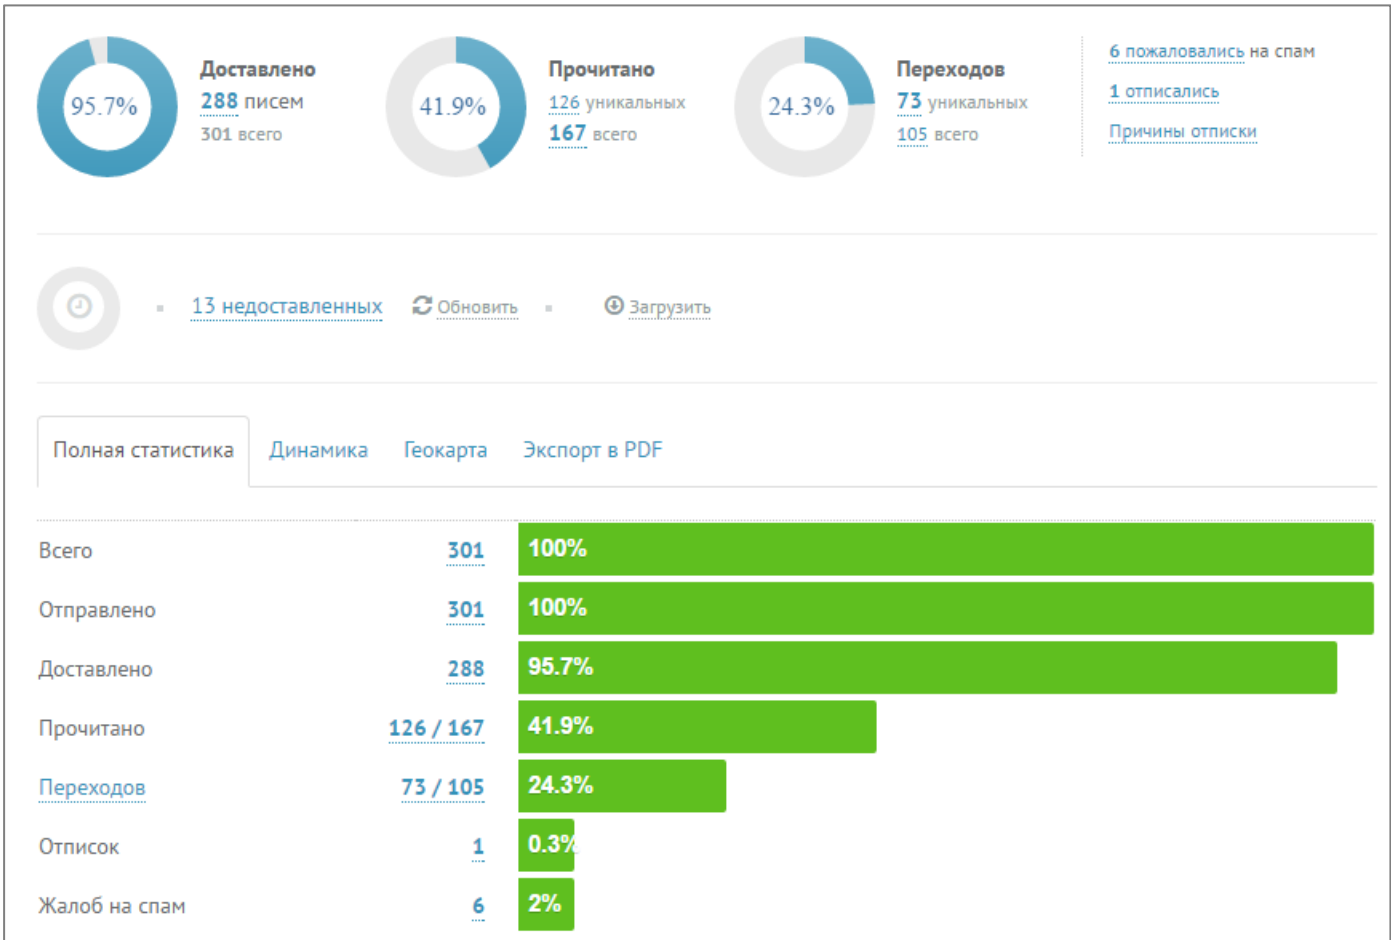 95.7%
Доставлено
288 писем
301 всего
41.9%
Прочитано
126 уникальных
167 всего
24.3%
Переходов
73 уникальных
105 всего
6 пожаловались на спам
1 отписались
Причины отписки
13 недоставленных
Обновить
Загрузить
Полная статистика
Динамика
Геокарта
Экспорт в PDF
Всего 301 100%
Отправлено 301 100%
Доставлено 288 95.7%
Прочитано 126 / 167 41.9%
Переходов 73 / 105 24.3%
Отписок 1 0.3%
Жалоб на спам 6 2%